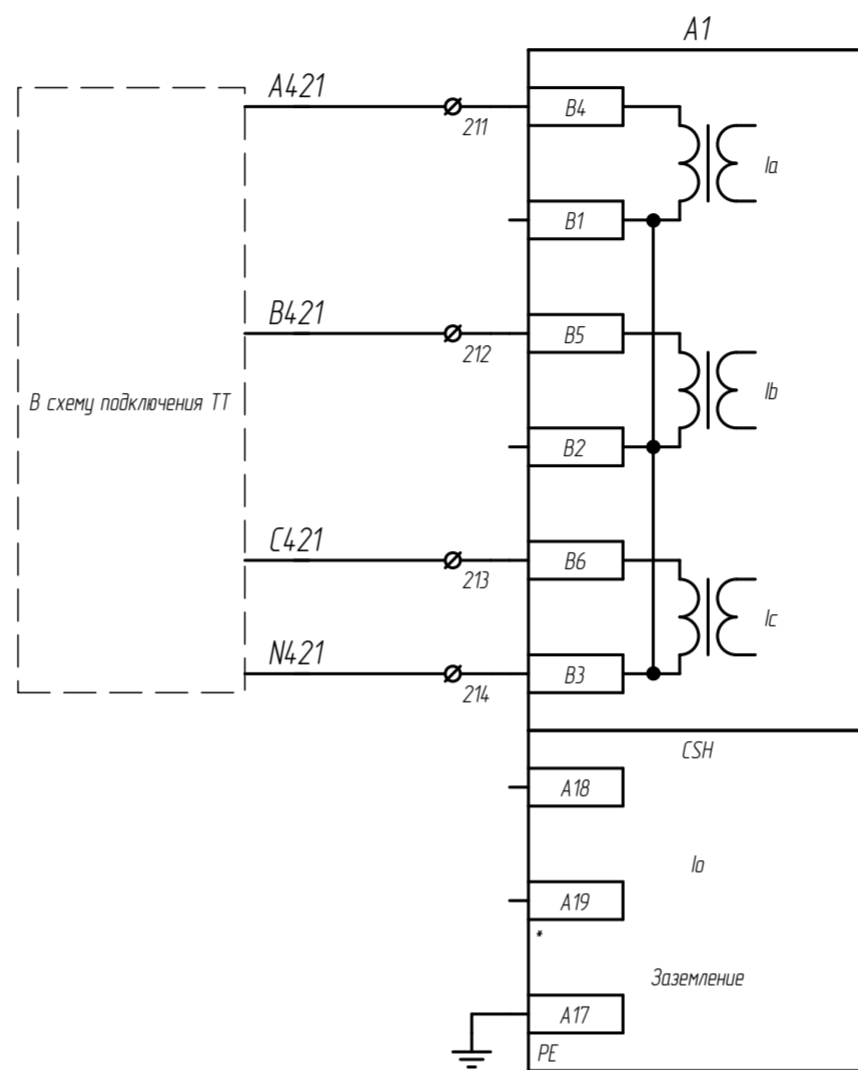 A1
A421
211
B4
Ia
B1
B421
212
B5
В схему подключения ТТ
Ib
B2
C421
213
B6
Ic
N421
214
B3
CSH
A18
Io
A19
*
Заземление
A17
PE